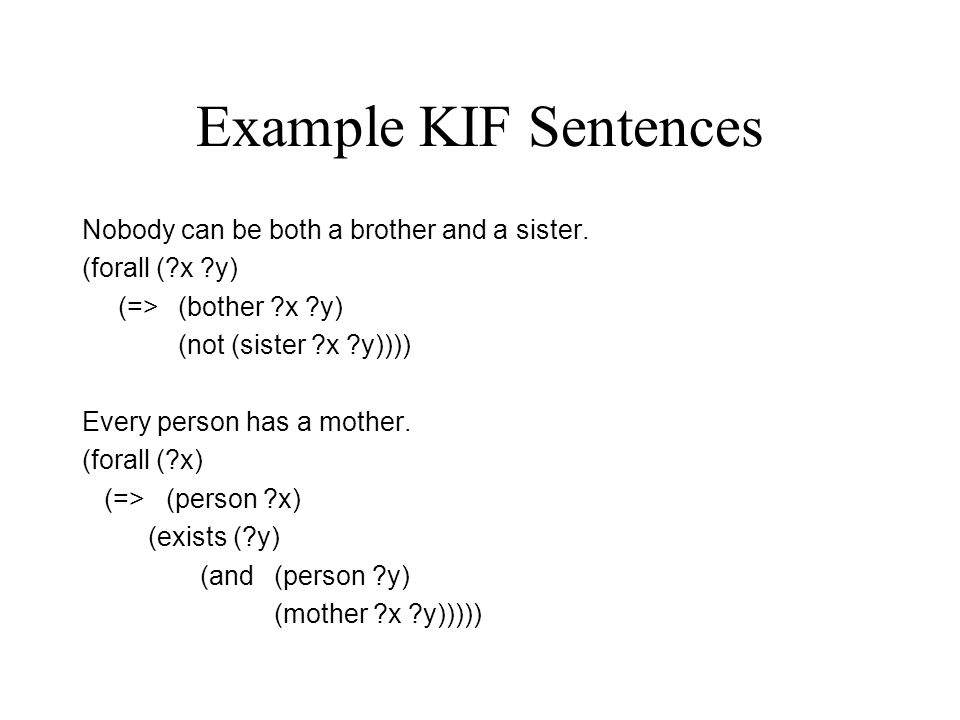 Example KIF Sentences
Nobody can be both a brother and a sister.
(forall (?x ?y)
(=> (bother ?x ?y)
(not (sister ?x ?y))))
Every person has a mother.
(forall (?x)
(=> (person ?x)
(exists (?y)
(and (person ?y)
(mother ?x ?y)))))